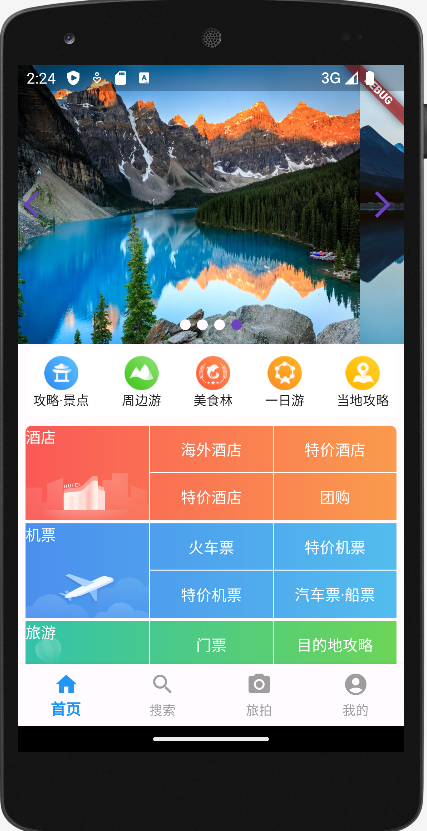 2:24
A
3G
DEBUG
攻略·景点
周边游
美食林
一日游
当地攻略
酒店
海外酒店
特价酒店
特价酒店
团购
机票
火车票
特价机票
特价机票
汽车票·船票
旅游
门票
目的地攻略
首页
搜索
旅拍
我的